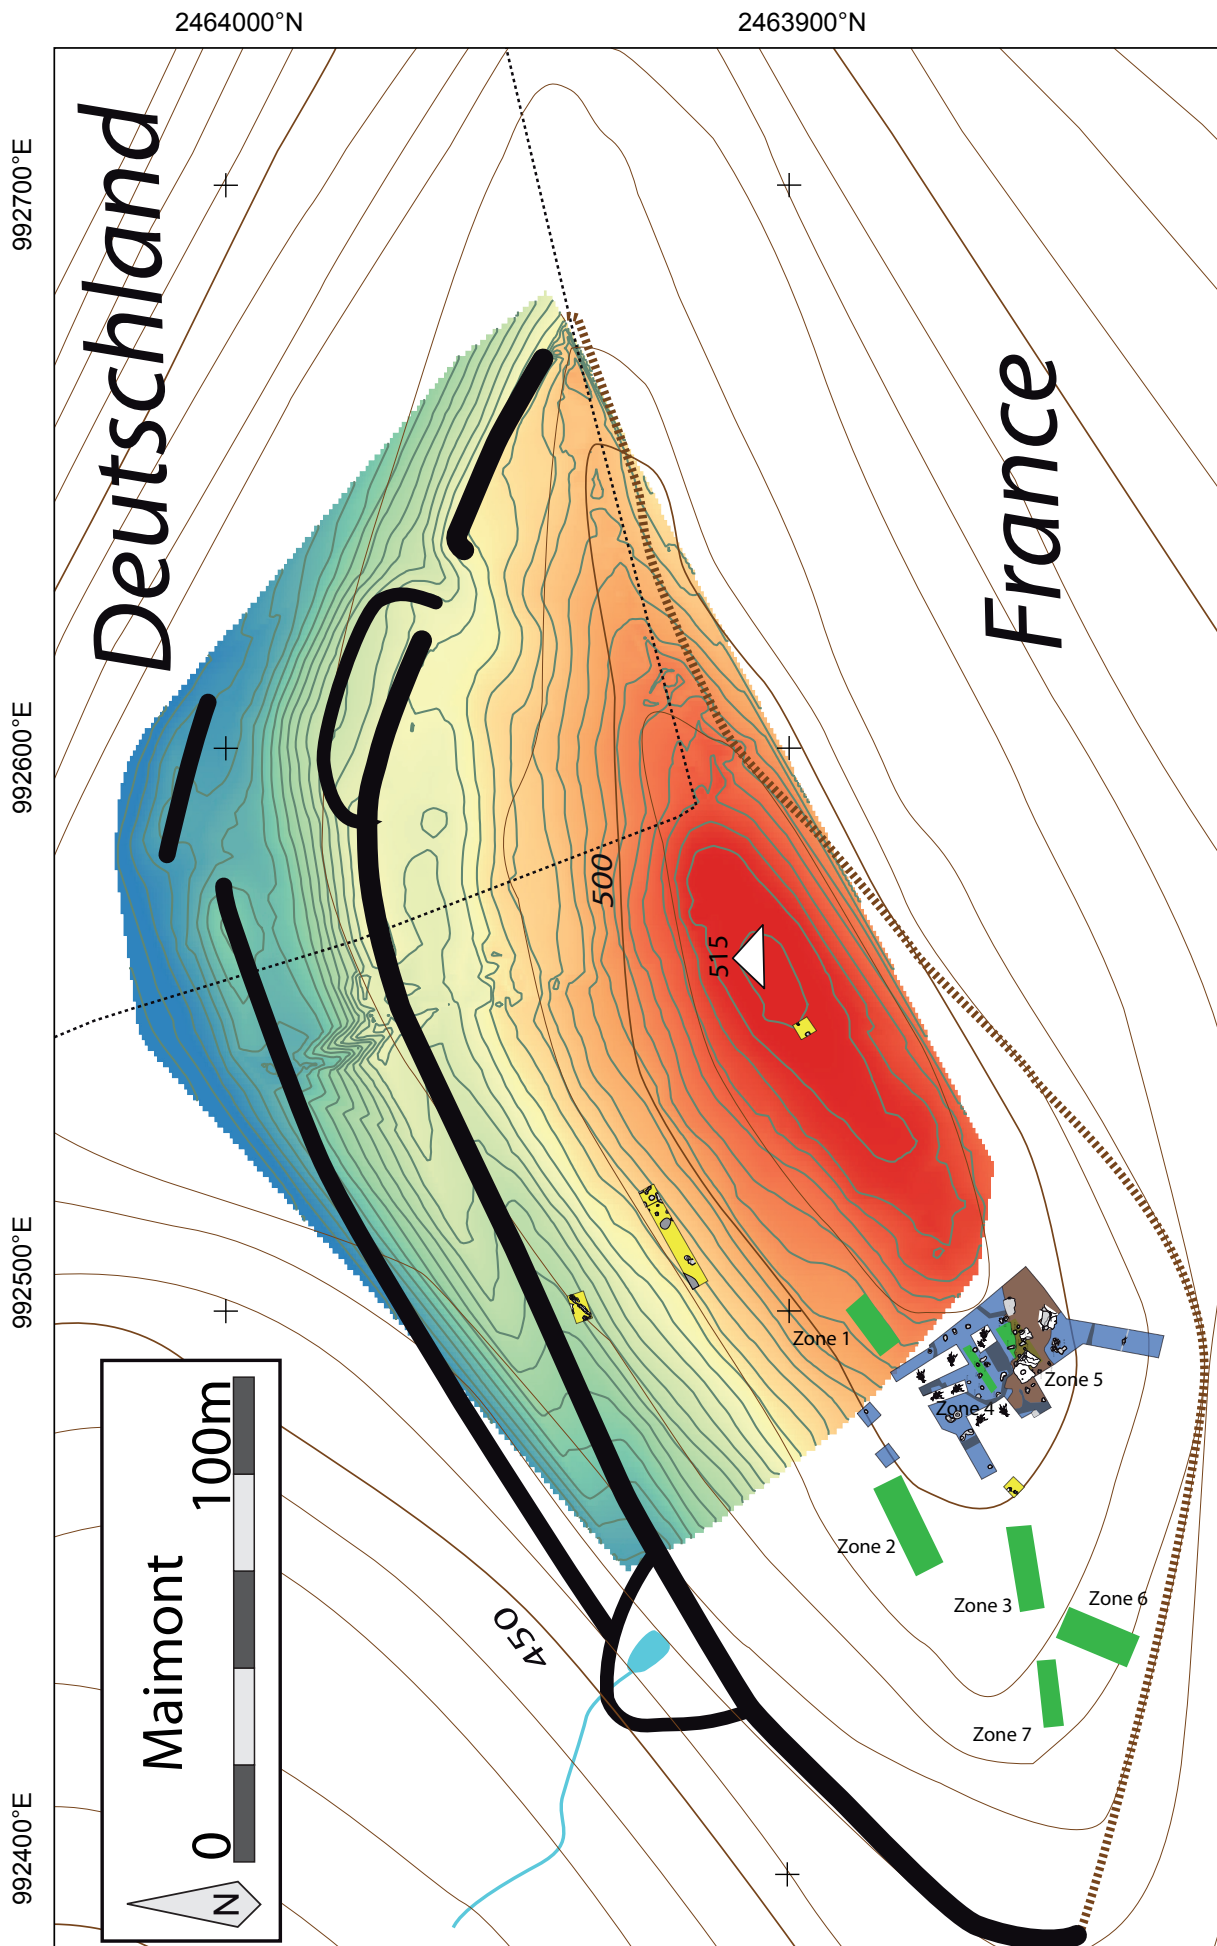 2464000°N
2463900°N
992700°E
992600°E
992500°E
992400°E
Deutschland
France
500
515
450
Zone 1
Zone 5
Zone 4
Zone 2
Zone 3
Zone 6
Zone 7
Maimont
0
100m
N